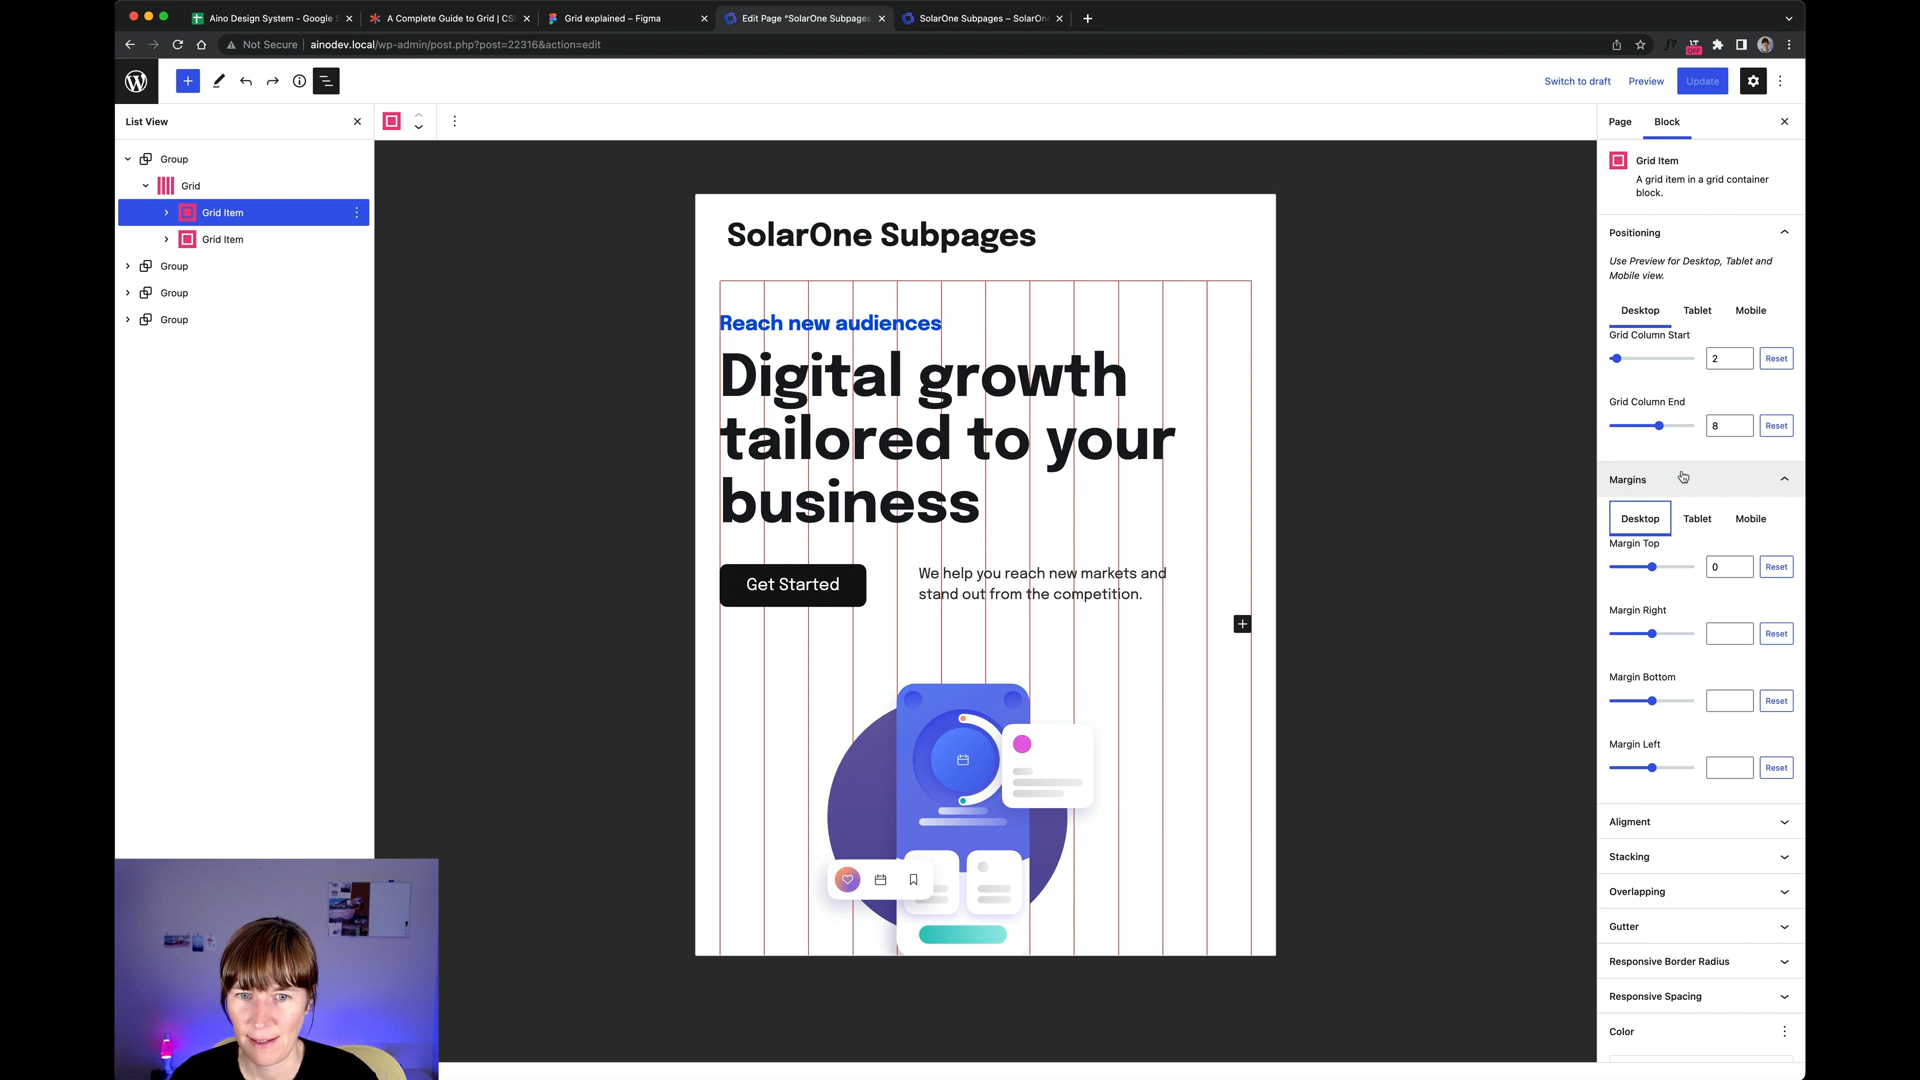 Aino Design System - Google S
A Complete Guide to Grid | CSS
Grid explained – Figma
Edit Page “SolarOne Subpages
SolarOne Subpages – SolarOn
Not Secure | ainodev.local/wp-admin/post.php?post=22316&action=edit
OFF
Switch to draft
Preview
Update
List View
Group
Grid
Grid Item
Grid Item
Group
Group
Group
SolarOne Subpages
Reach new audiences
Digital growth
tailored to your
business
Get Started
We help you reach new markets and
stand out from the competition.
Page
Block
Grid Item
A grid item in a grid container
block.
Positioning
Use Preview for Desktop, Tablet and
Mobile view.
Desktop
Tablet
Mobile
Grid Column Start
2
Reset
Grid Column End
8
Reset
Margins
Desktop
Tablet
Mobile
Margin Top
0
Reset
Margin Right
Reset
Margin Bottom
Reset
Margin Left
Reset
Aligment
Stacking
Overlapping
Gutter
Responsive Border Radius
Responsive Spacing
Color